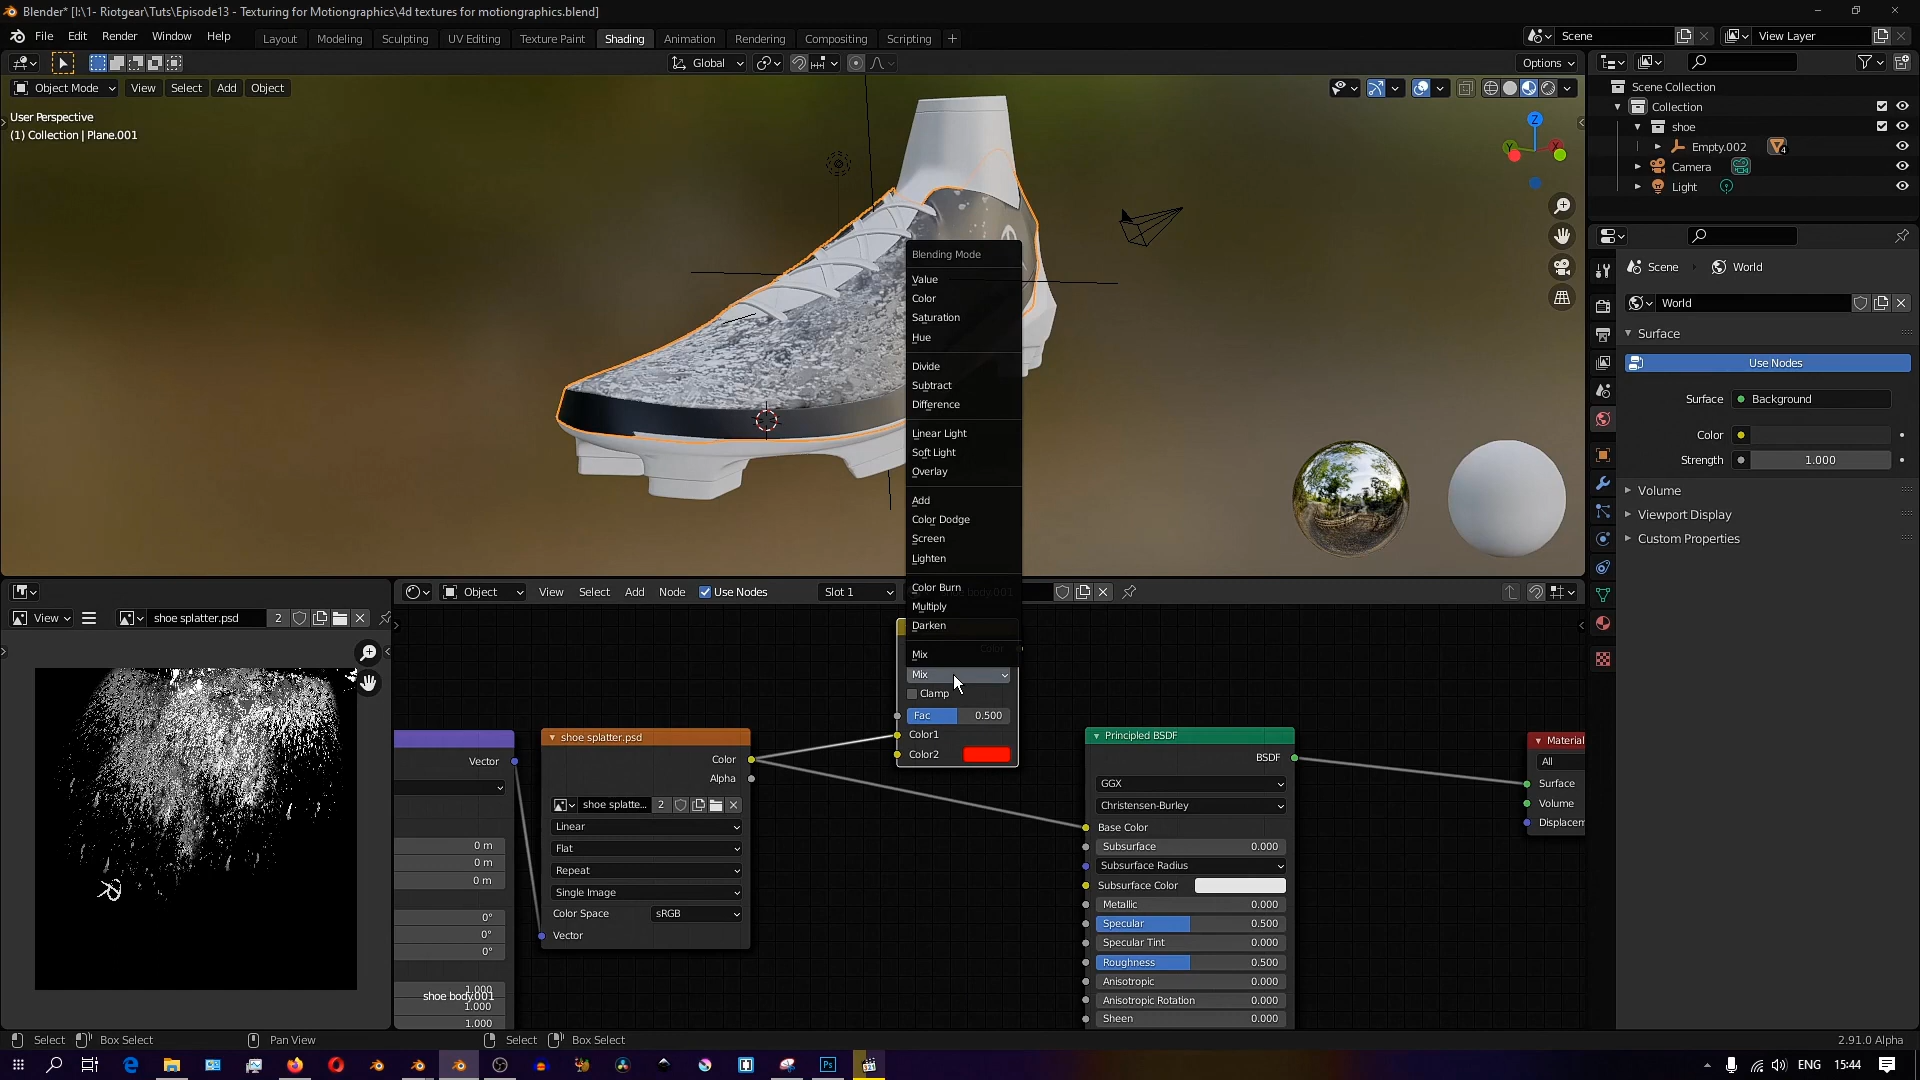 Blender* [I:\1- Riotgear\Tuts\Episode13 - Texturing for Motiongraphics\4d textures for motiongraphics.blend]
File Edit Render Window Help Layout Modeling Sculpting UV Editing Texture Paint Shading Animation Rendering Compositing Scripting + Scene View Layer
Global Options
Object Mode View Select Add Object
User Perspective
(1) Collection | Plane.001
Z
Y
Scene Collection
Collection
shoe
Empty.002
4
Camera
Light
Scene World
World
Surface
Use Nodes
Surface Background
Color
Strength 1.000
Volume
Viewport Display
Custom Properties
Blending Mode
Value
Color
Saturation
Hue
Divide
Subtract
Difference
Linear Light
Soft Light
Overlay
Add
Color Dodge
Screen
Lighten
Color Burn
Multiply
Darken
Mix
Mix
Clamp
Fac 0.500
Color1
Color2
Color
View shoe splatter.psd 2
Object View Select Add Node Use Nodes Slot 1 shoe body.001
Vector
0 m
0 m
0 m
0°
0°
0°
1.000
1.000
1.000
shoe body.001
shoe splatter.psd
Color
Alpha
shoe splatte... 2
Linear
Flat
Repeat
Single Image
Color Space sRGB
Vector
Principled BSDF
BSDF
GGX
Christensen-Burley
Base Color
Subsurface 0.000
Subsurface Radius
Subsurface Color
Metallic 0.000
Specular 0.500
Specular Tint 0.000
Roughness 0.500
Anisotropic 0.000
Anisotropic Rotation 0.000
Sheen 0.000
Material
All
Surface
Volume
Displacem
Select Box Select Pan View Select Box Select 2.91.0 Alpha
Ps ENG 15:44